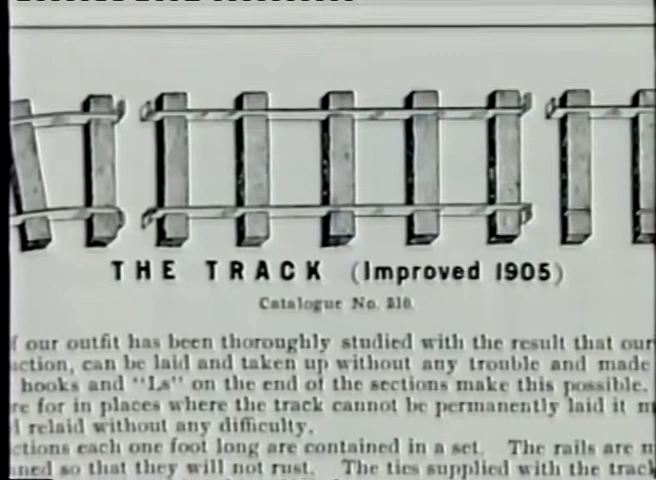 THE TRACK (Improved 1905)
Catalogue No. 310.
f our outfit has been thoroughly studied with the result that our
ction, can be laid and taken up without any trouble and made
hooks and "Ls" on the end of the sections make this possible.
re for in places where the track cannot be permanently laid it m
d relaid without any difficulty.
ctions each one foot long are contained in a set. The rails are m
ned so that they will not rust. The ties supplied with the track